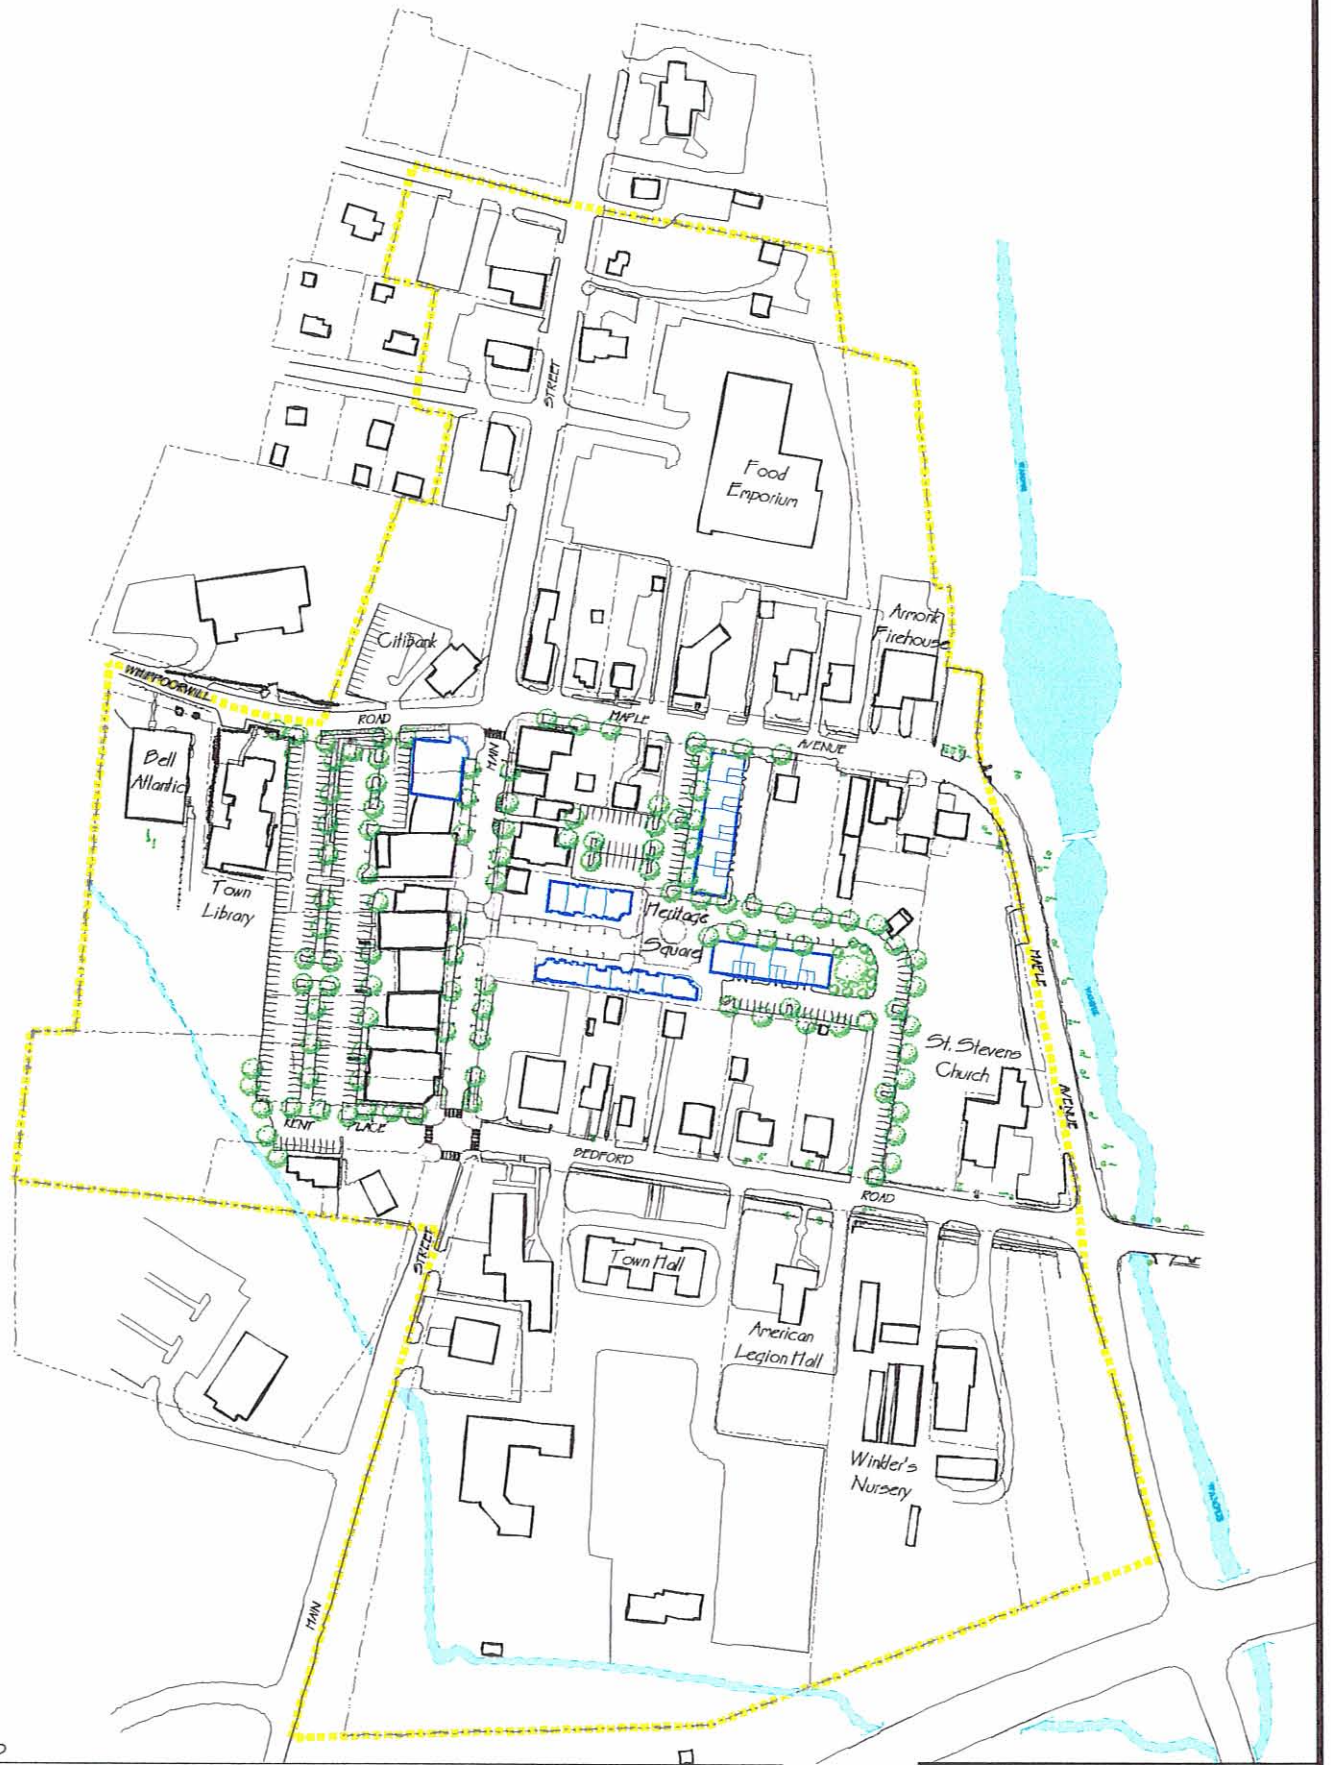 STREET
Food
Emporium
Armonk
Firehouse
Citibank
WHIPPOORWILL
ROAD
MAPLE
AVENUE
MAIN
Bell
Atlantic
Town
Library
Heritage
Square
MAPLE
AVENUE
St. Stevens
Church
KENT PLACE
BEDFORD
ROAD
STREET
Town Hall
American
Legion Hall
Winkler's
Nursery
MAIN